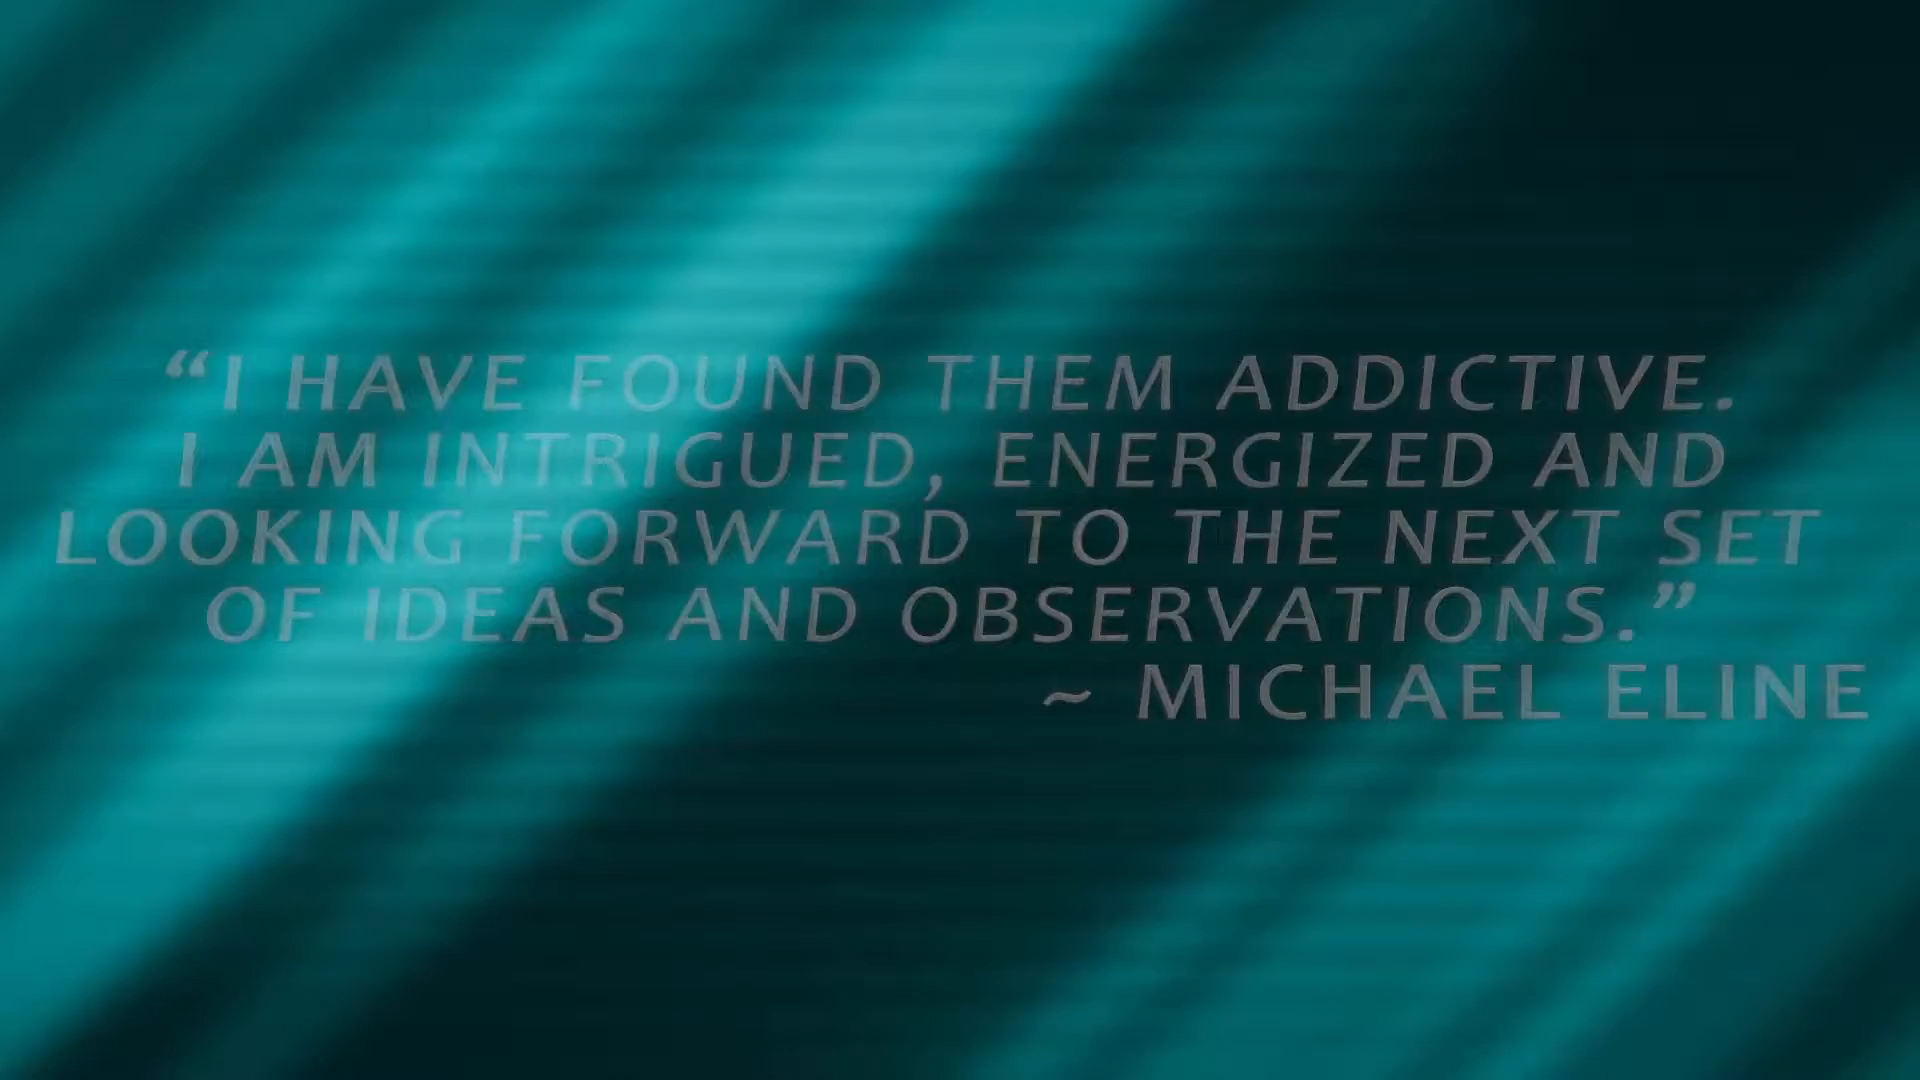 “I HAVE FOUND THEM ADDICTIVE.
I AM INTRIGUED, ENERGIZED AND
LOOKING FORWARD TO THE NEXT SET
OF IDEAS AND OBSERVATIONS.”
~ MICHAEL ELINE